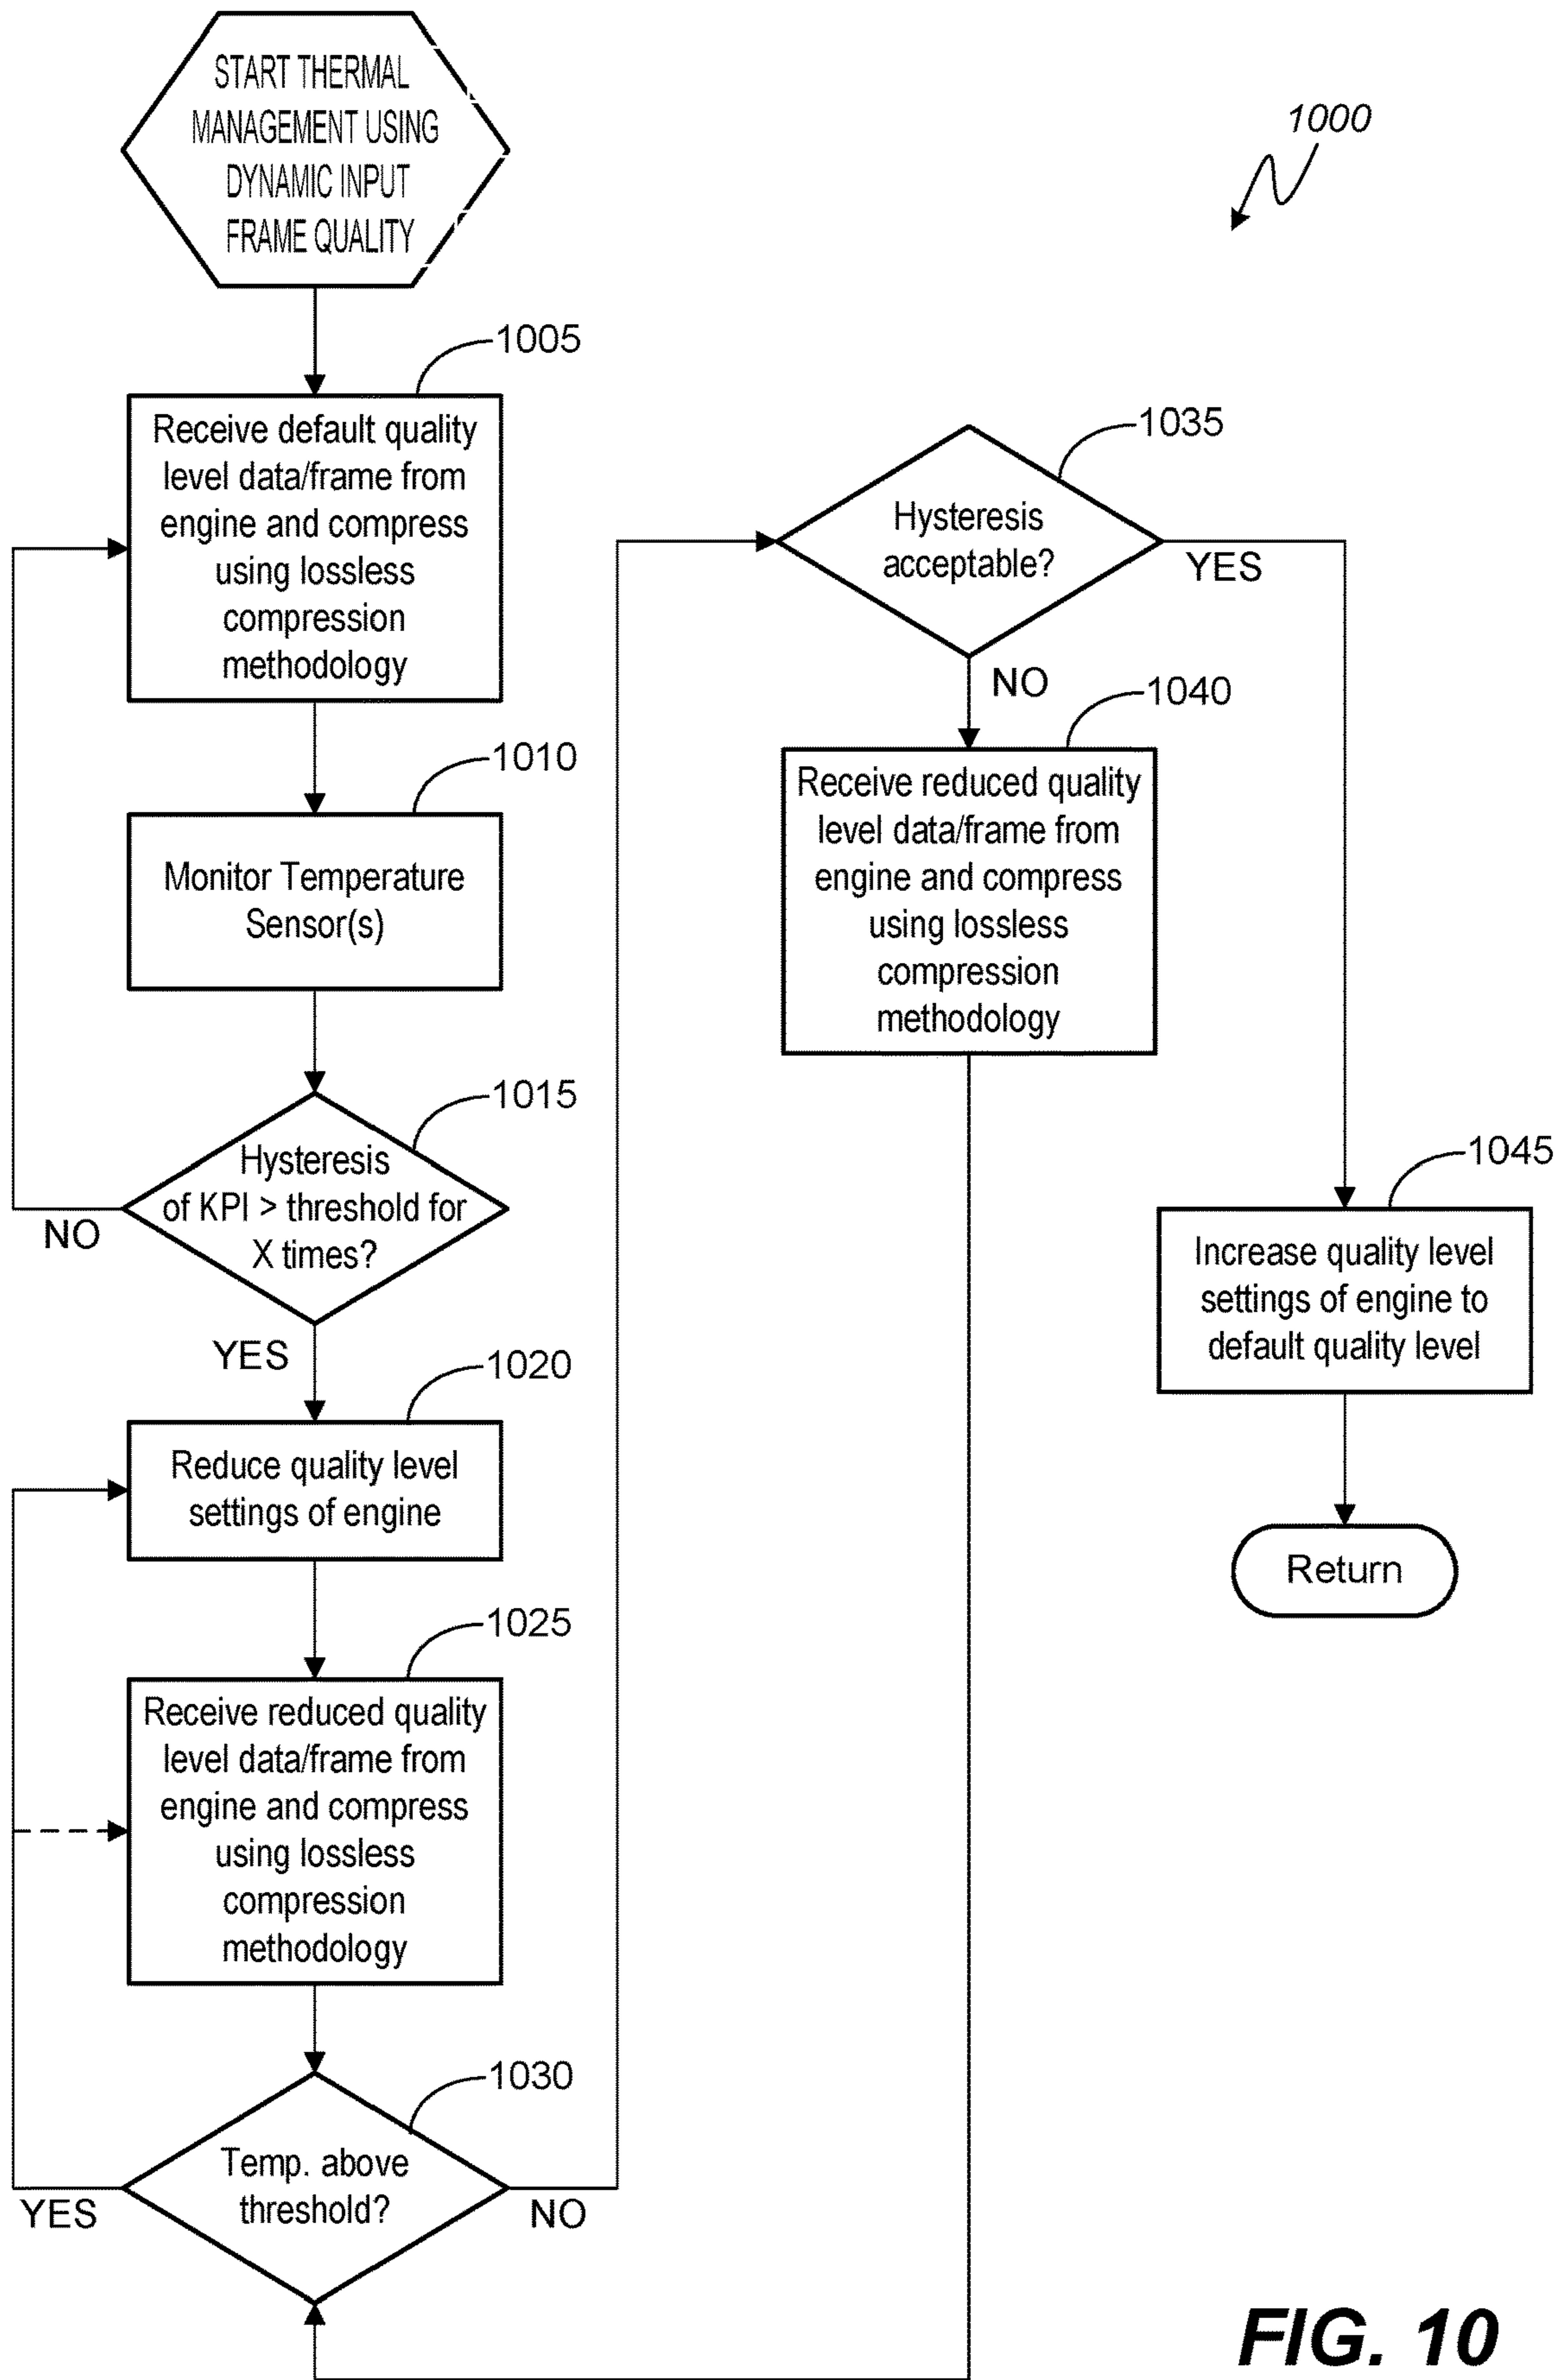 START THERMAL
MANAGEMENT USING
DYNAMIC INPUT
FRAME QUALITY
1000
1005
Receive default quality
level data/frame from
engine and compress
using lossless
compression
methodology
1010
Monitor Temperature
Sensor(s)
1015
Hysteresis
of KPI > threshold for
X times?
NO
YES
1020
Reduce quality level
settings of engine
1025
Receive reduced quality
level data/frame from
engine and compress
using lossless
compression
methodology
1030
Temp. above
threshold?
YES
NO
1035
Hysteresis
acceptable?
YES
NO
1040
Receive reduced quality
level data/frame from
engine and compress
using lossless
compression
methodology
1045
Increase quality level
settings of engine to
default quality level
Return
FIG. 10